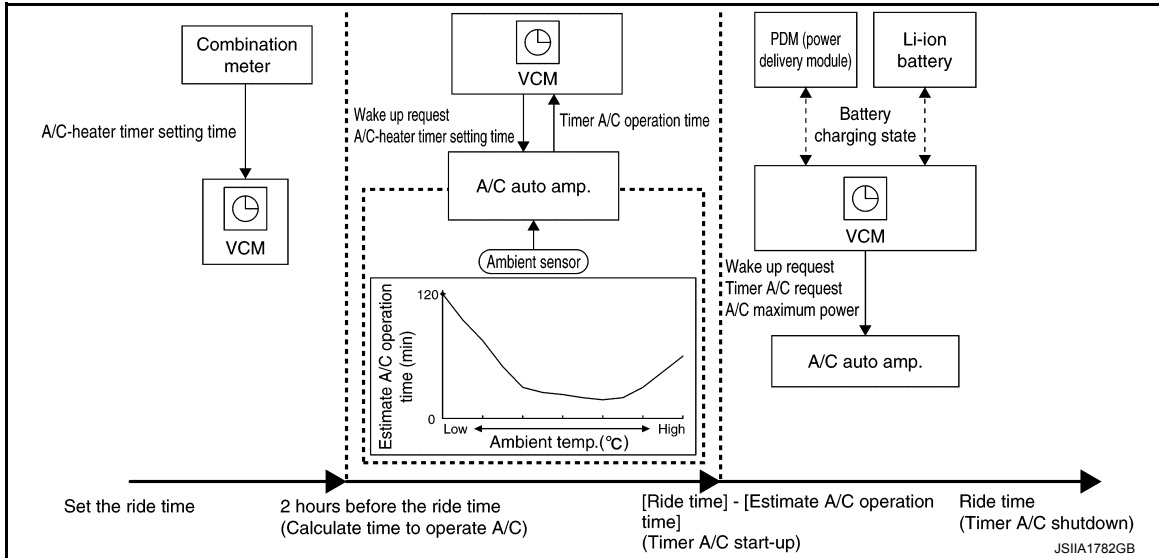 Combination
meter
A/C-heater timer setting time
VCM
VCM
Wake up request
A/C-heater timer setting time
Timer A/C operation time
A/C auto amp.
Ambient sensor
Estimate A/C operation
time (min)
120
0
Low
High
Ambient temp.(°C)
PDM (power
delivery module)
Li-ion
battery
Battery
charging state
VCM
Wake up request
Timer A/C request
A/C maximum power
A/C auto amp.
Set the ride time
2 hours before the ride time
(Calculate time to operate A/C)
[Ride time] - [Estimate A/C operation
time]
(Timer A/C start-up)
Ride time
(Timer A/C shutdown)
JSIIA1782GB